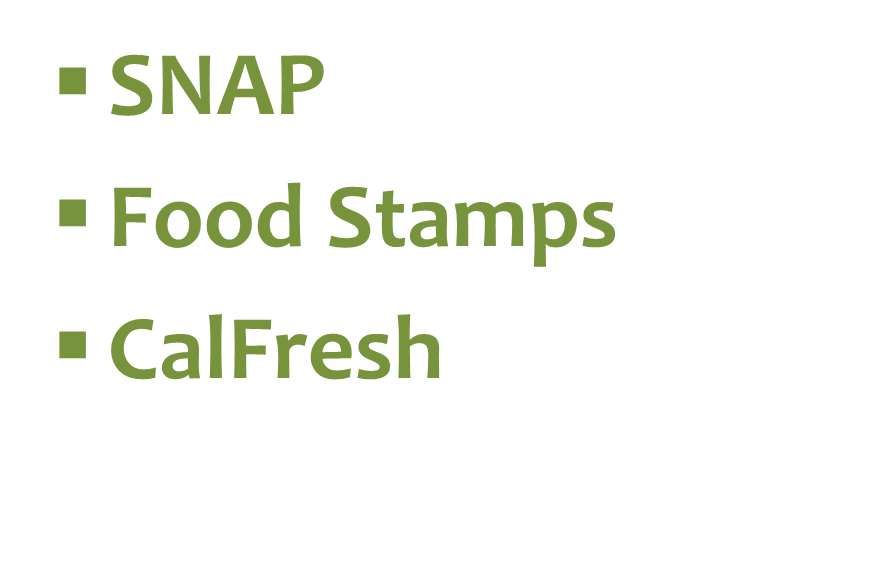 ▪ SNAP
▪ Food Stamps
▪ CalFresh